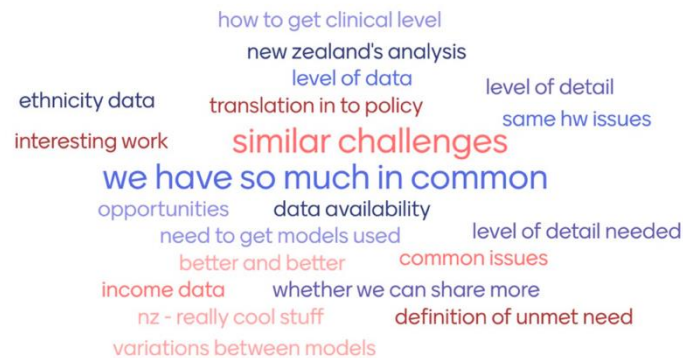 how to get clinical level
new zealand's analysis
level of data
level of detail
ethnicity data
translation in to policy
same hw issues
interesting work
similar challenges
we have so much in common
opportunities
data availability
need to get models used
level of detail needed
better and better
common issues
income data
whether we can share more
nz - really cool stuff
definition of unmet need
variations between models